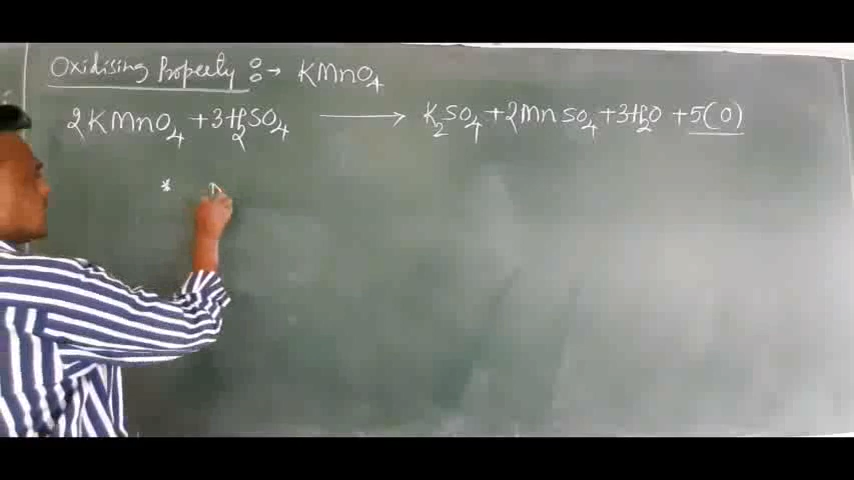 Oxidising Property : → KMnO4
2KMnO4 + 3H2SO4 ⟶ K2SO4 + 2MnSO4 + 3H2O + 5(O)
*